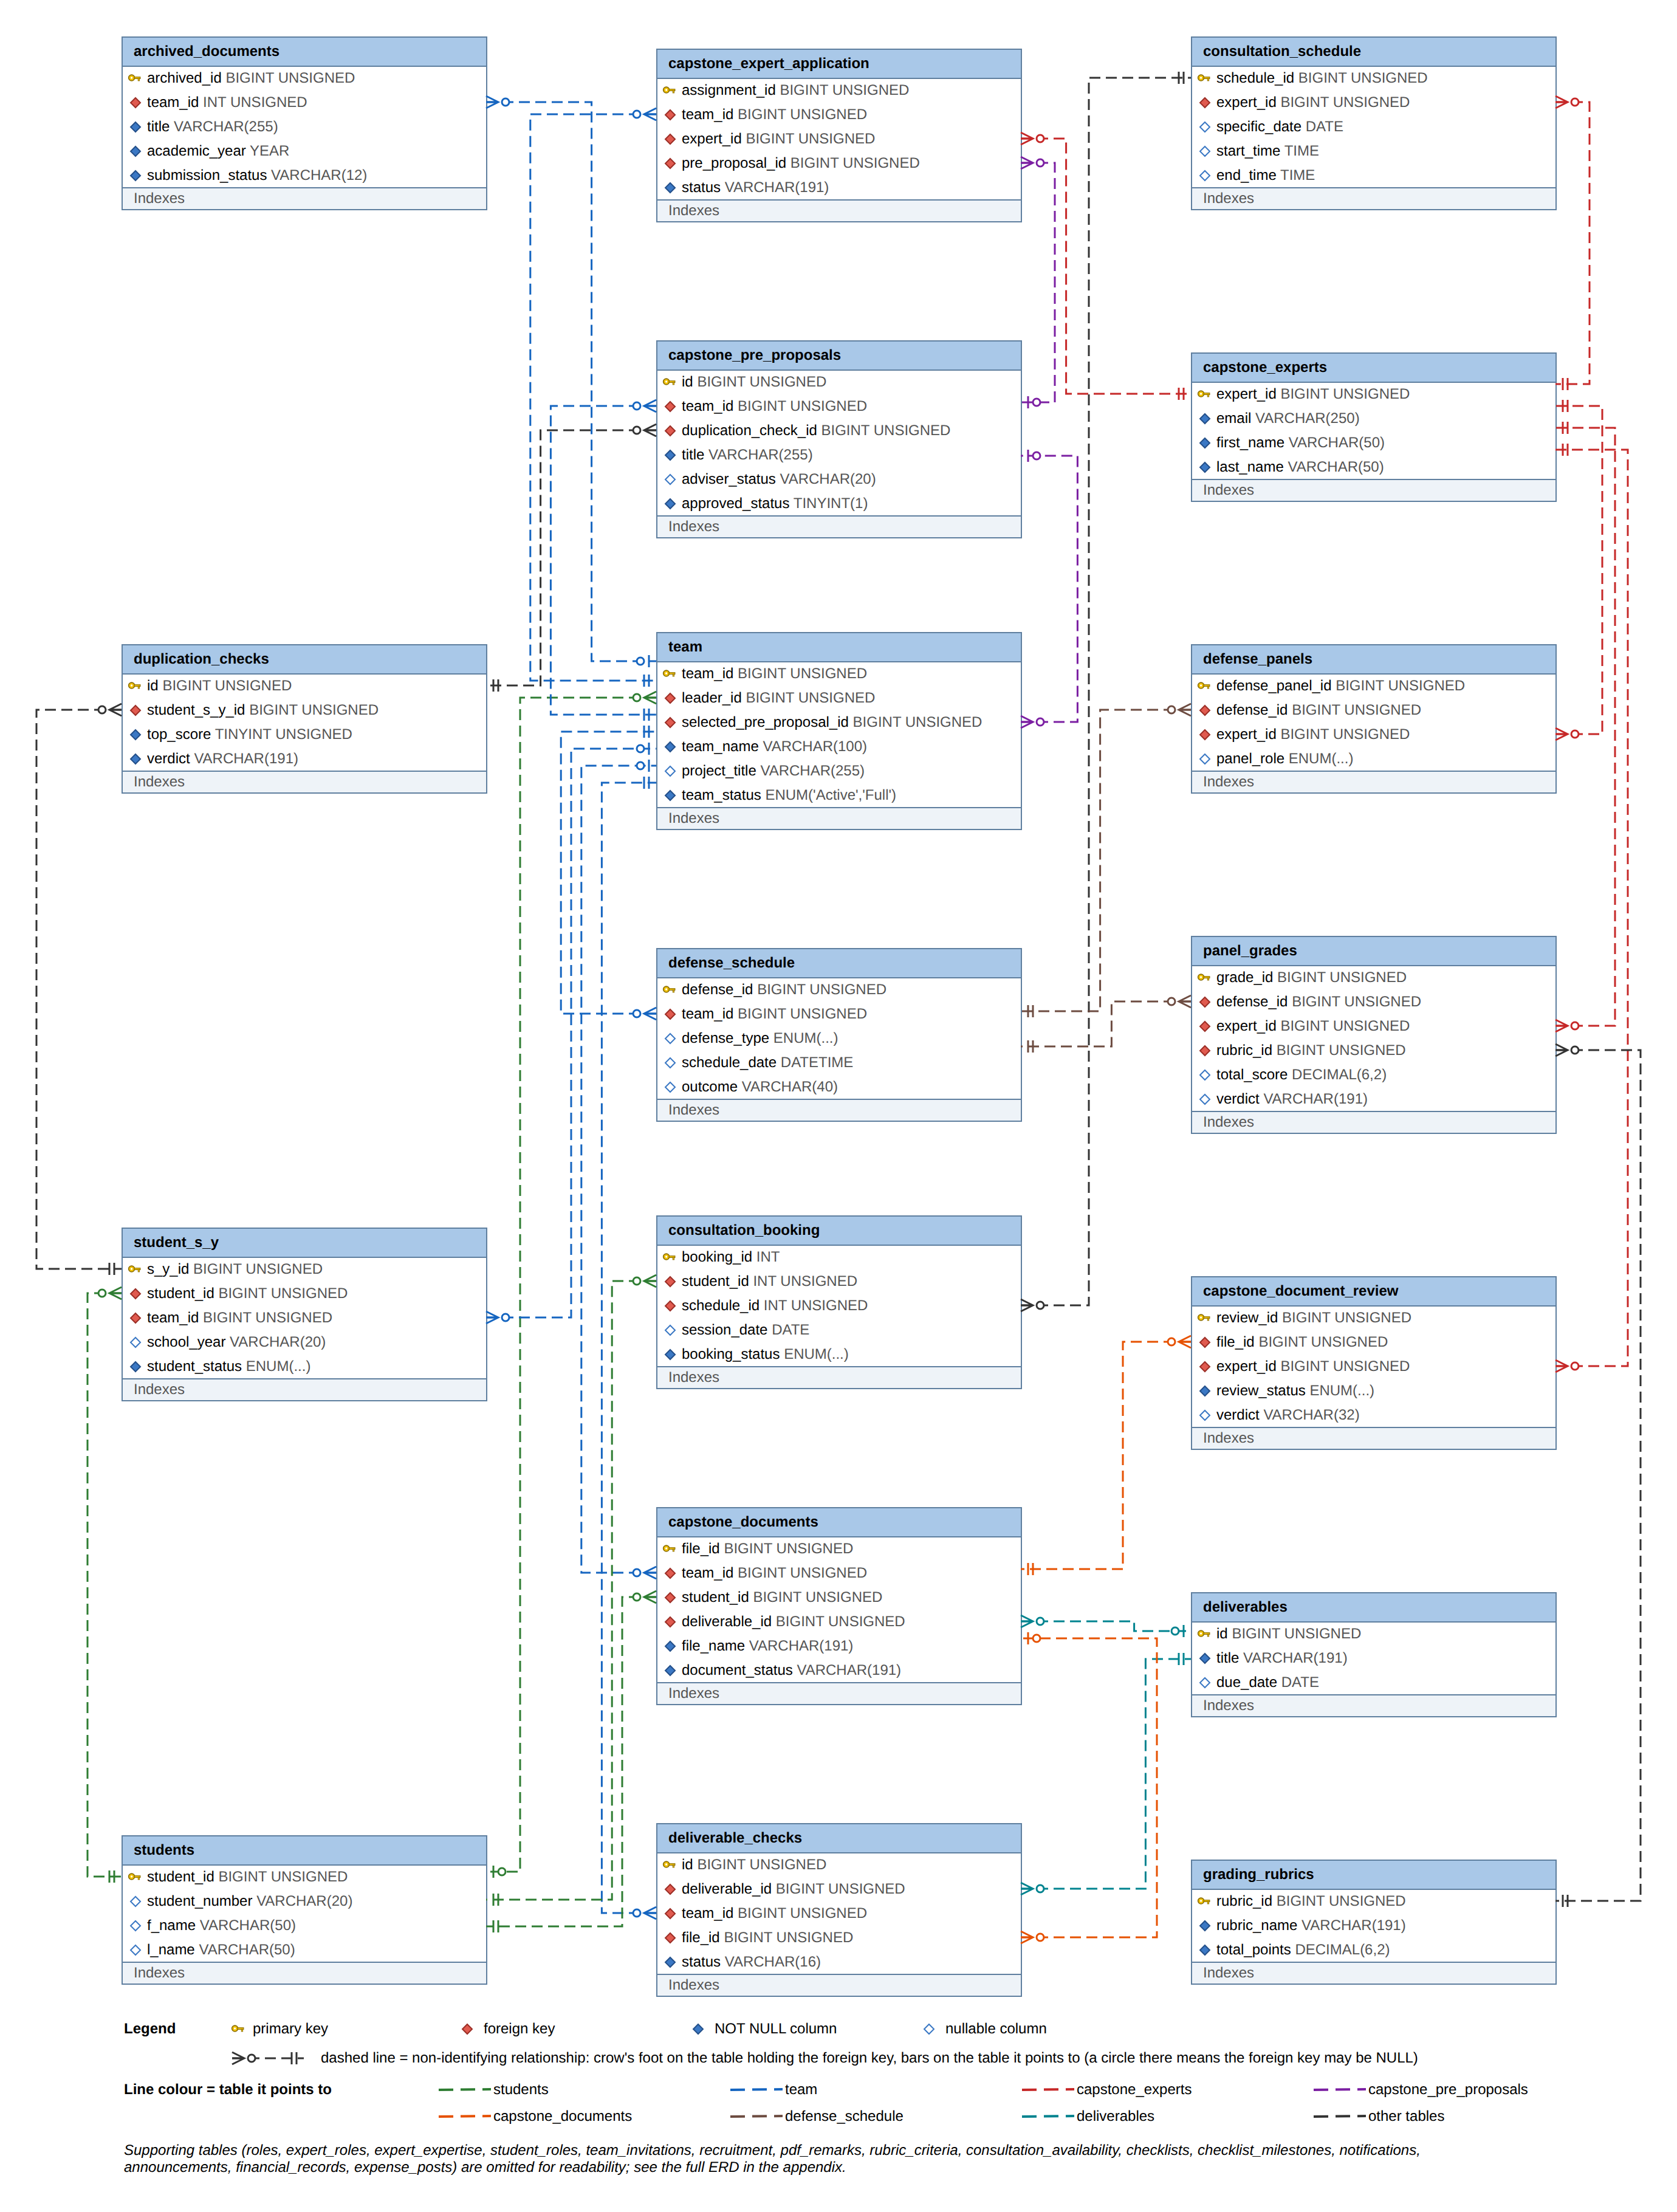 archived_documents
archived_id BIGINT UNSIGNED
team_id INT UNSIGNED
title VARCHAR(255)
academic_year YEAR
submission_status VARCHAR(12)
Indexes
capstone_expert_application
assignment_id BIGINT UNSIGNED
team_id BIGINT UNSIGNED
expert_id BIGINT UNSIGNED
pre_proposal_id BIGINT UNSIGNED
status VARCHAR(191)
Indexes
consultation_schedule
schedule_id BIGINT UNSIGNED
expert_id BIGINT UNSIGNED
specific_date DATE
start_time TIME
end_time TIME
Indexes
capstone_pre_proposals
id BIGINT UNSIGNED
team_id BIGINT UNSIGNED
duplication_check_id BIGINT UNSIGNED
title VARCHAR(255)
adviser_status VARCHAR(20)
approved_status TINYINT(1)
Indexes
capstone_experts
expert_id BIGINT UNSIGNED
email VARCHAR(250)
first_name VARCHAR(50)
last_name VARCHAR(50)
Indexes
duplication_checks
id BIGINT UNSIGNED
student_s_y_id BIGINT UNSIGNED
top_score TINYINT UNSIGNED
verdict VARCHAR(191)
Indexes
team
team_id BIGINT UNSIGNED
leader_id BIGINT UNSIGNED
selected_pre_proposal_id BIGINT UNSIGNED
team_name VARCHAR(100)
project_title VARCHAR(255)
team_status ENUM('Active','Full')
Indexes
defense_panels
defense_panel_id BIGINT UNSIGNED
defense_id BIGINT UNSIGNED
expert_id BIGINT UNSIGNED
panel_role ENUM(...)
Indexes
defense_schedule
defense_id BIGINT UNSIGNED
team_id BIGINT UNSIGNED
defense_type ENUM(...)
schedule_date DATETIME
outcome VARCHAR(40)
Indexes
panel_grades
grade_id BIGINT UNSIGNED
defense_id BIGINT UNSIGNED
expert_id BIGINT UNSIGNED
rubric_id BIGINT UNSIGNED
total_score DECIMAL(6,2)
verdict VARCHAR(191)
Indexes
student_s_y
s_y_id BIGINT UNSIGNED
student_id BIGINT UNSIGNED
team_id BIGINT UNSIGNED
school_year VARCHAR(20)
student_status ENUM(...)
Indexes
consultation_booking
booking_id INT
student_id INT UNSIGNED
schedule_id INT UNSIGNED
session_date DATE
booking_status ENUM(...)
Indexes
capstone_document_review
review_id BIGINT UNSIGNED
file_id BIGINT UNSIGNED
expert_id BIGINT UNSIGNED
review_status ENUM(...)
verdict VARCHAR(32)
Indexes
capstone_documents
file_id BIGINT UNSIGNED
team_id BIGINT UNSIGNED
student_id BIGINT UNSIGNED
deliverable_id BIGINT UNSIGNED
file_name VARCHAR(191)
document_status VARCHAR(191)
Indexes
deliverables
id BIGINT UNSIGNED
title VARCHAR(191)
due_date DATE
Indexes
students
student_id BIGINT UNSIGNED
student_number VARCHAR(20)
f_name VARCHAR(50)
l_name VARCHAR(50)
Indexes
deliverable_checks
id BIGINT UNSIGNED
deliverable_id BIGINT UNSIGNED
team_id BIGINT UNSIGNED
file_id BIGINT UNSIGNED
status VARCHAR(16)
Indexes
grading_rubrics
rubric_id BIGINT UNSIGNED
rubric_name VARCHAR(191)
total_points DECIMAL(6,2)
Indexes
Legend primary key foreign key NOT NULL column nullable column
dashed line = non-identifying relationship: crow's foot on the table holding the foreign key, bars on the table it points to (a circle there means the foreign key may be NULL)
Line colour = table it points to students team capstone_experts capstone_pre_proposals
capstone_documents defense_schedule deliverables other tables
Supporting tables (roles, expert_roles, expert_expertise, student_roles, team_invitations, recruitment, pdf_remarks, rubric_criteria, consultation_availability, checklists, checklist_milestones, notifications,
announcements, financial_records, expense_posts) are omitted for readability; see the full ERD in the appendix.